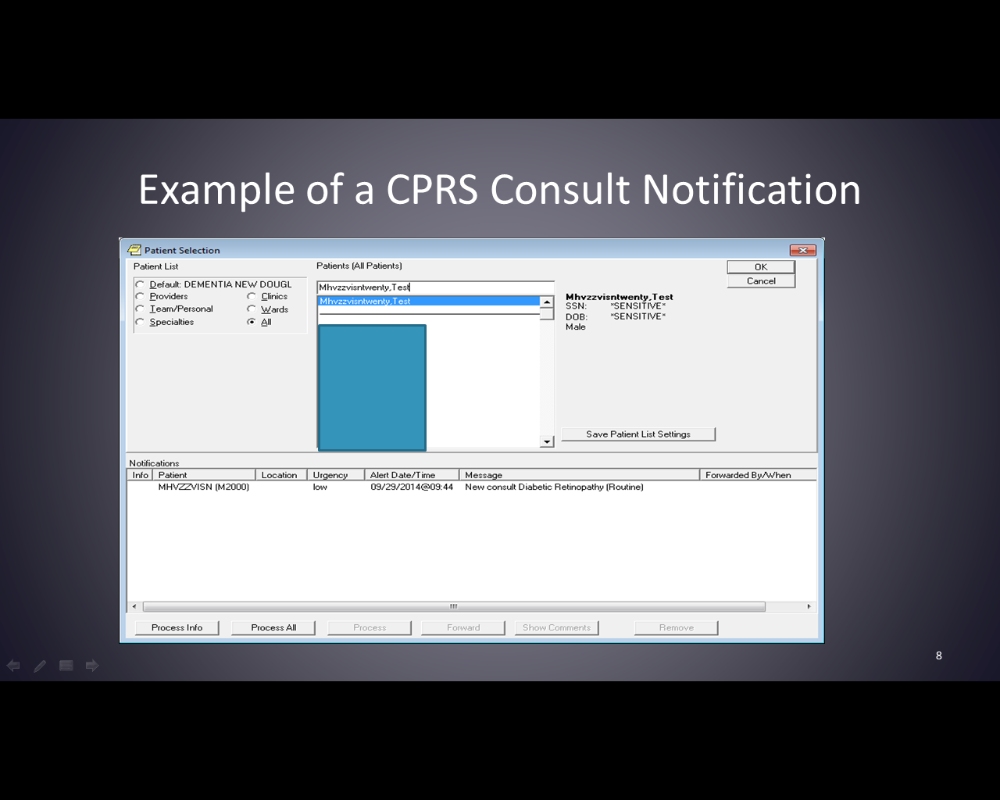 Example of a CPRS Consult Notification
Patient Selection
Patient List
Default: DEMENTIA NEW DOUGL
Providers
Clinics
Team/Personal
Wards
Specialties
All
Patients (All Patients)
Mhvzzvisntwenty,Test
Mhvzzvisntwenty,Test
OK
Cancel
Mhvzzvisntwenty,Test
SSN: *SENSITIVE*
DOB: *SENSITIVE*
Male
Save Patient List Settings
Notifications
Info Patient Location Urgency Alert Date/Time Message Forwarded By/When
MHVZZVISN (M2000) low 09/29/2014@09:44 New consult Diabetic Retinopathy (Routine)
Process Info Process All Process Forward Show Comments Remove
8